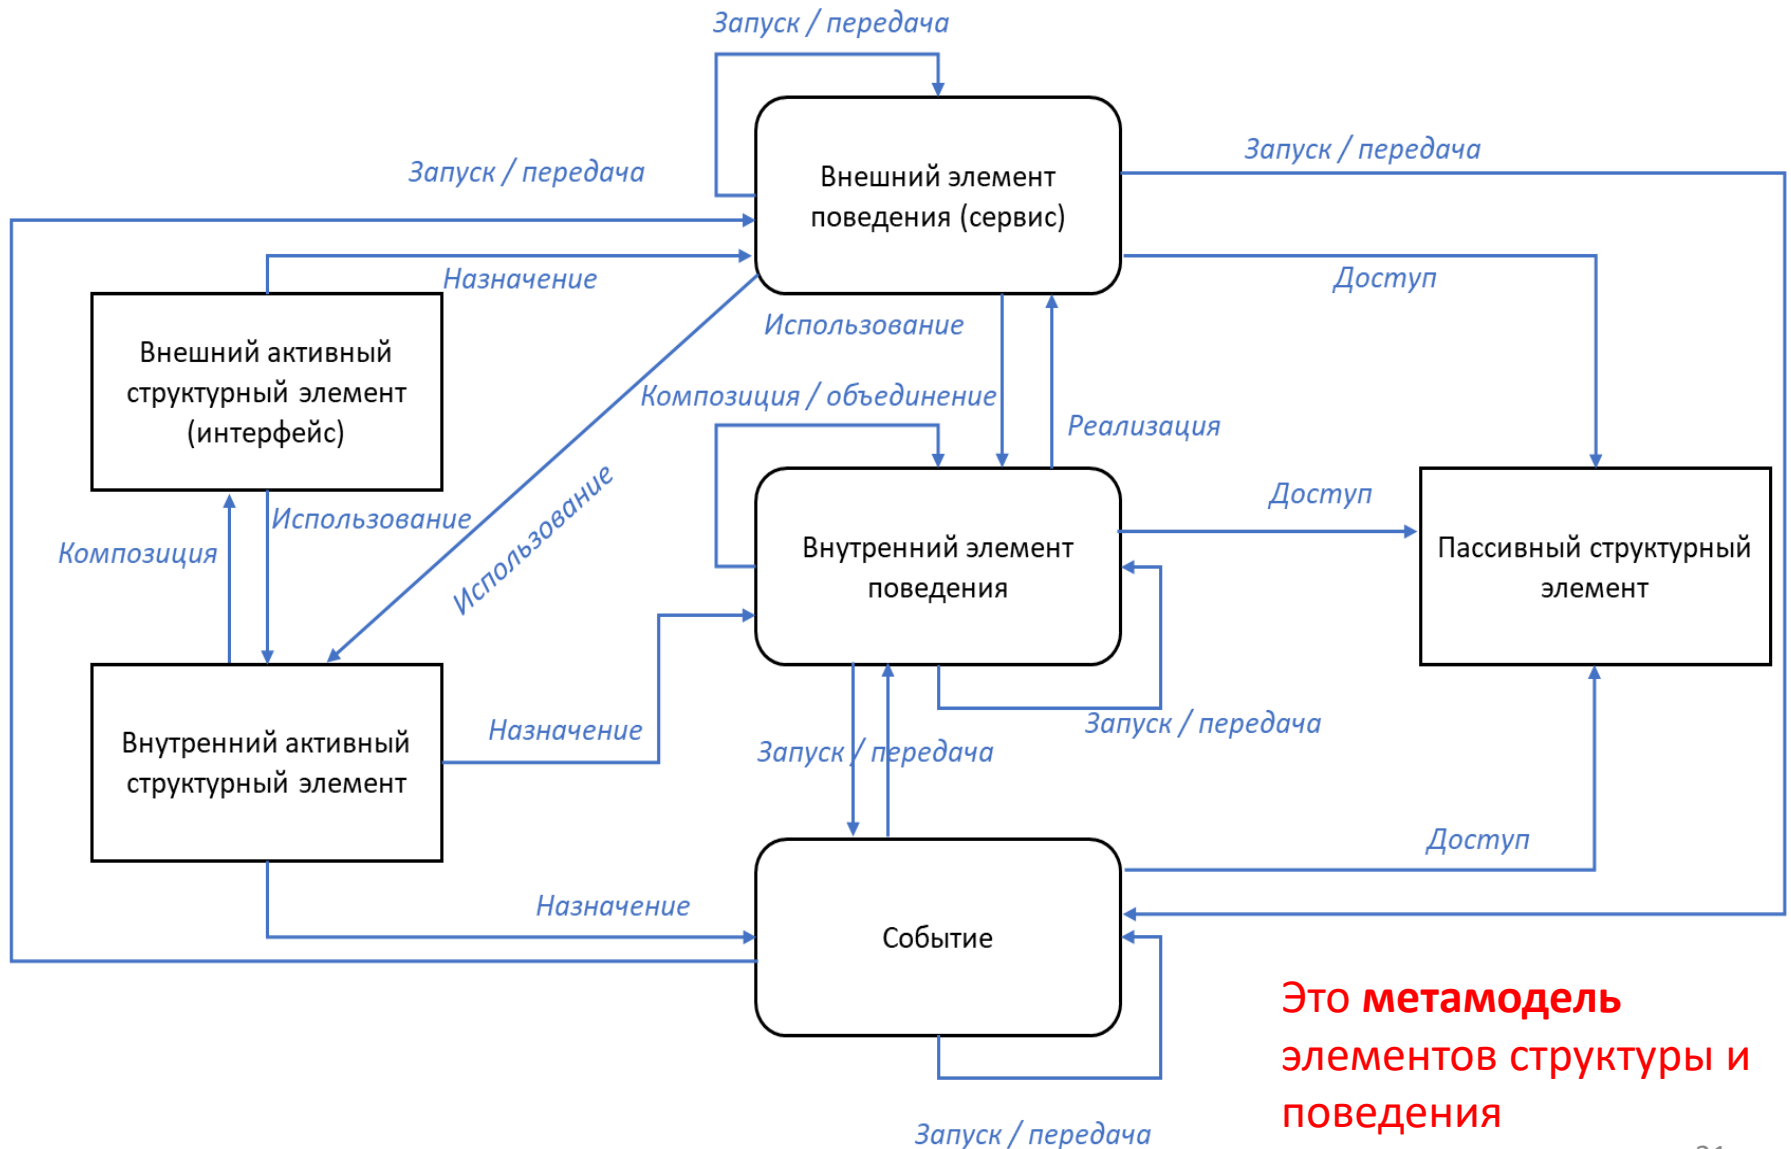 Запуск / передача
Запуск / передача
Запуск / передача
Внешний элемент
поведения (сервис)
Назначение
Доступ
Использование
Внешний активный
структурный элемент
(интерфейс)
Композиция / объединение
Реализация
Использование
Использование
Композиция
Доступ
Внутренний элемент
поведения
Пассивный структурный
элемент
Назначение
Запуск / передача
Запуск / передача
Внутренний активный
структурный элемент
Доступ
Назначение
Событие
Это метамодель
элементов структуры и
поведения
Запуск / передача